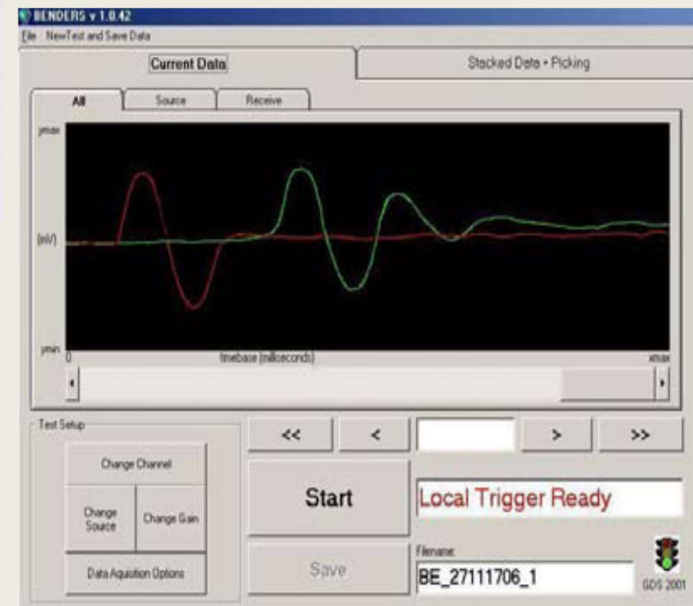 BENDERS v 1.0.42
File NewTest and Save Data
Current Data
Stacked Data + Picking
All Source Receive
ymax
(mV)
ymin
0 timebase (milliseconds) xmax
Test Setup
<< < > >>
Change Channel
Change Source
Change Gain
Data Aquistion Options
Start
Local Trigger Ready
Save
Filename:
BE_27111706_1
GDS 2001